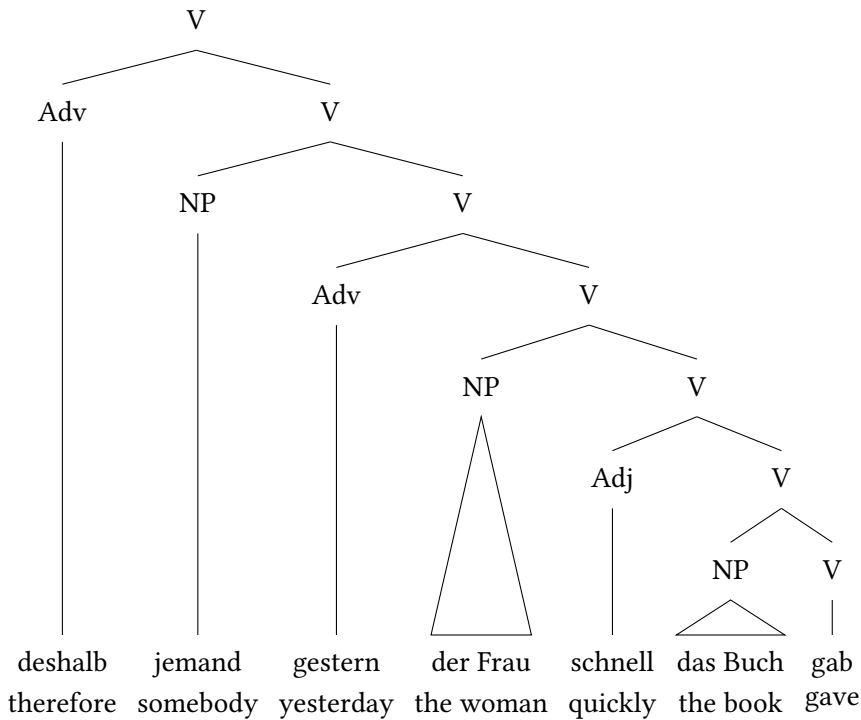 V
Adv V
NP V
Adv V
NP V
Adj V
NP V
deshalb jemand gestern der Frau schnell das Buch gab
therefore somebody yesterday the woman quickly the book gave